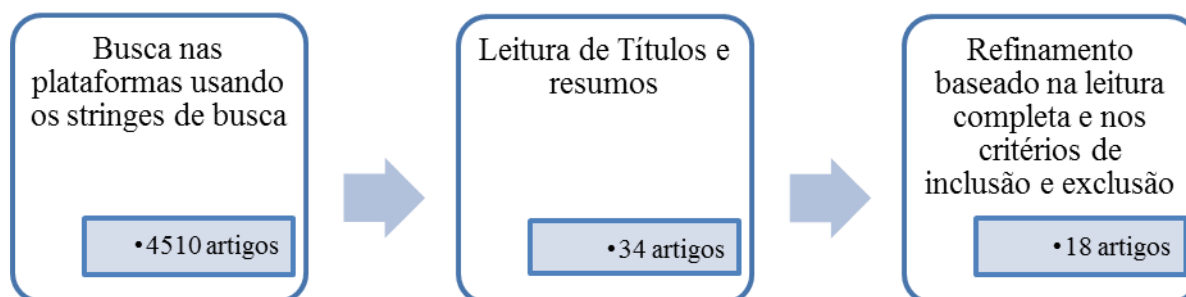 Busca nas
plataformas usando
os stringes de busca
•4510 artigos
Leitura de Títulos e
resumos
•34 artigos
Refinamento
baseado na leitura
completa e nos
critérios de
inclusão e exclusão
•18 artigos